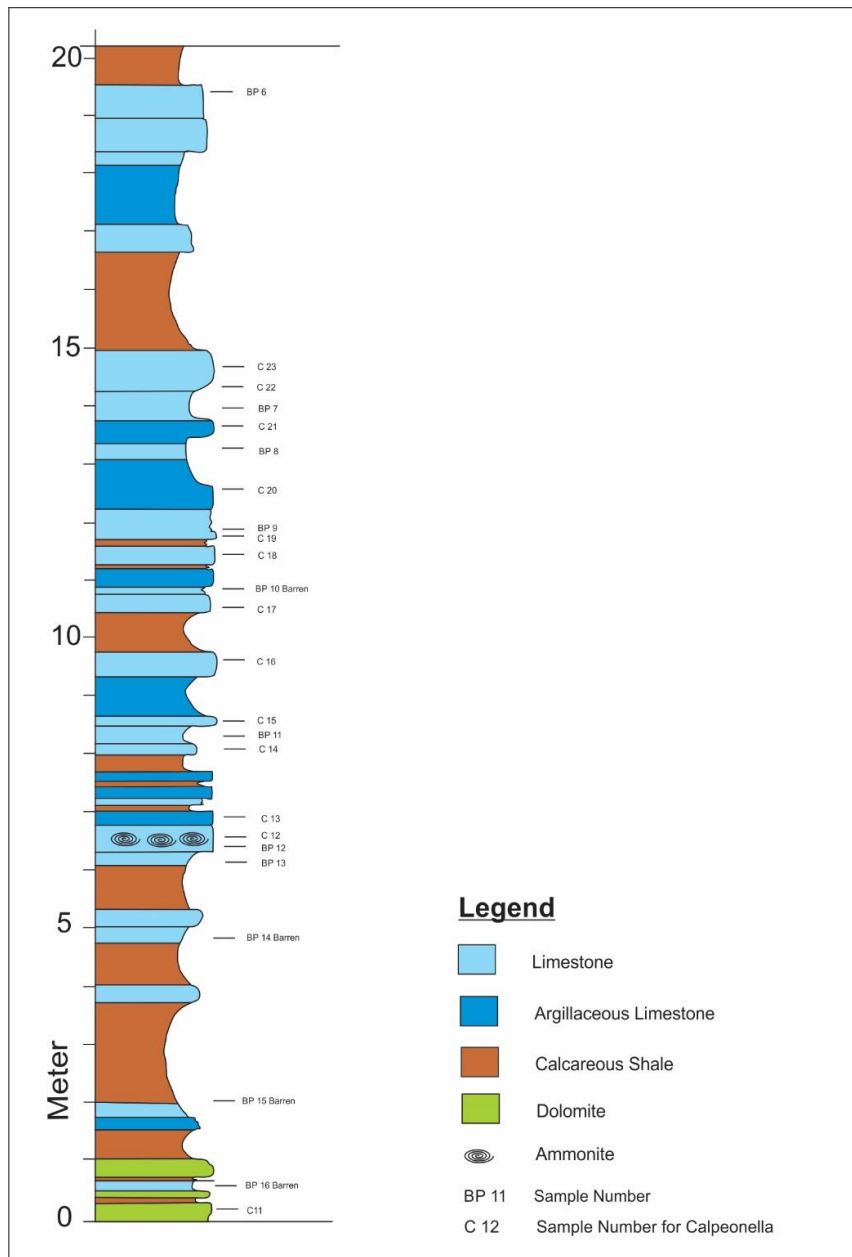 20
BP 6
15
C 23
C 22
BP 7
C 21
BP 8
C 20
BP 9
C 19
C 18
BP 10 Barren
C 17
10
C 16
C 15
BP 11
C 14
C 13
C 12
BP 12
BP 13
5
BP 14 Barren
Meter
BP 15 Barren
BP 16 Barren
C11
0
Legend
Limestone
Argillaceous Limestone
Calcareous Shale
Dolomite
Ammonite
BP 11 Sample Number
C 12 Sample Number for Calpeonella